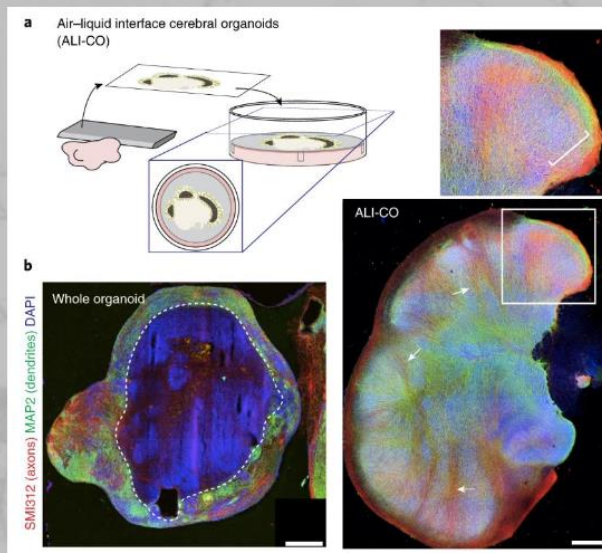 a
Air–liquid interface cerebral organoids
(ALI-CO)
b
Whole organoid
SMI312 (axons) MAP2 (dendrites) DAPI
ALI-CO